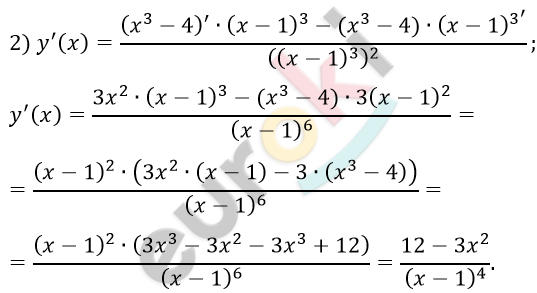 2) y′(x) = ((x³ − 4)′ · (x − 1)³ − (x³ − 4) · (x − 1)³′) / ((x − 1)³)²;
y′(x) = (3x² · (x − 1)³ − (x³ − 4) · 3(x − 1)²) / (x − 1)⁶ =
= ((x − 1)² · (3x² · (x − 1) − 3 · (x³ − 4))) / (x − 1)⁶ =
= ((x − 1)² · (3x³ − 3x² − 3x³ + 12)) / (x − 1)⁶ = (12 − 3x²) / (x − 1)⁴.
euroki